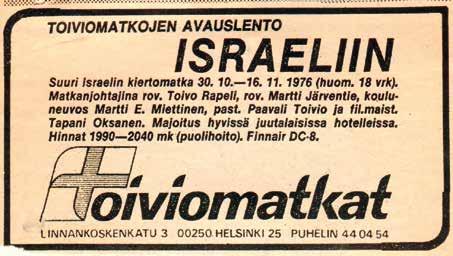 TOIVIOMATKOJEN AVAUSLENTO
ISRAELIIN
Suuri Israelin kiertomatka 30. 10.—16. 11. 1976 (huom. 18 vrk).
Matkanjohtajina rov. Toivo Rapeli, rov. Martti Järventie, koulu-
neuvos Martti E. Miettinen, past. Paavali Toivio ja fil.maist.
Tapani Oksanen. Majoitus hyvissä juutalaisissa hotelleissa.
Hinnat 1990—2040 mk (puolihoito). Finnair DC-8.
Toiviomatkat
LINNANKOSKENKATU 3 00250 HELSINKI 25 PUHELIN 44 04 54